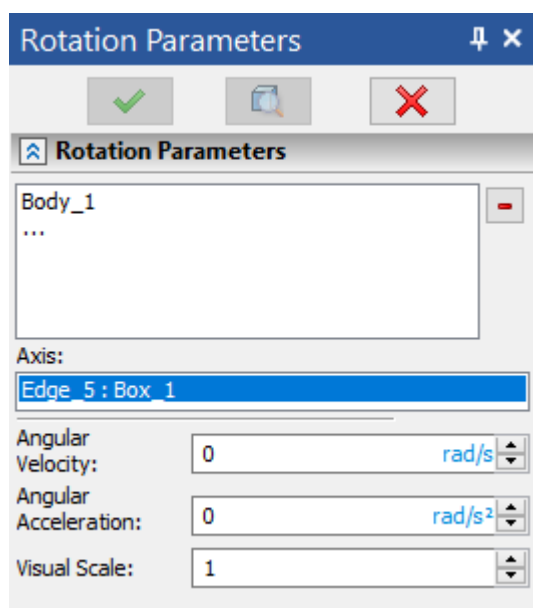 Rotation Parameters
Rotation Parameters
Body_1
...
Axis:
Edge_5 : Box_1
Angular
Velocity:
0 rad/s
Angular
Acceleration:
0 rad/s²
Visual Scale:
1